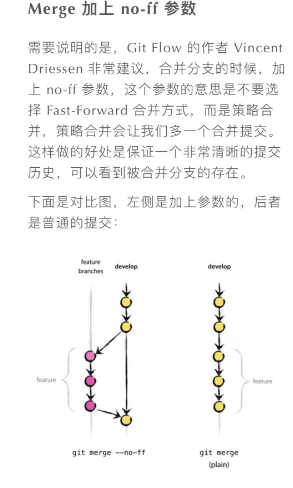 Merge 加上 no-ff 参数
需要说明的是，Git Flow 的作者 Vincent
Driessen 非常建议，合并分支的时候，加
上 no-ff 参数，这个参数的意思是不要选
择 Fast-Forward 合并方式，而是策略合
并，策略合并会让我们多一个合并提交。
这样做的好处是保证一个非常清晰的提交
历史，可以看到被合并分支的存在。
下面是对比图，左侧是加上参数的，后者
是普通的提交：
feature
branches
develop
develop
feature
feature
git merge --no-ff
git merge
(plain)